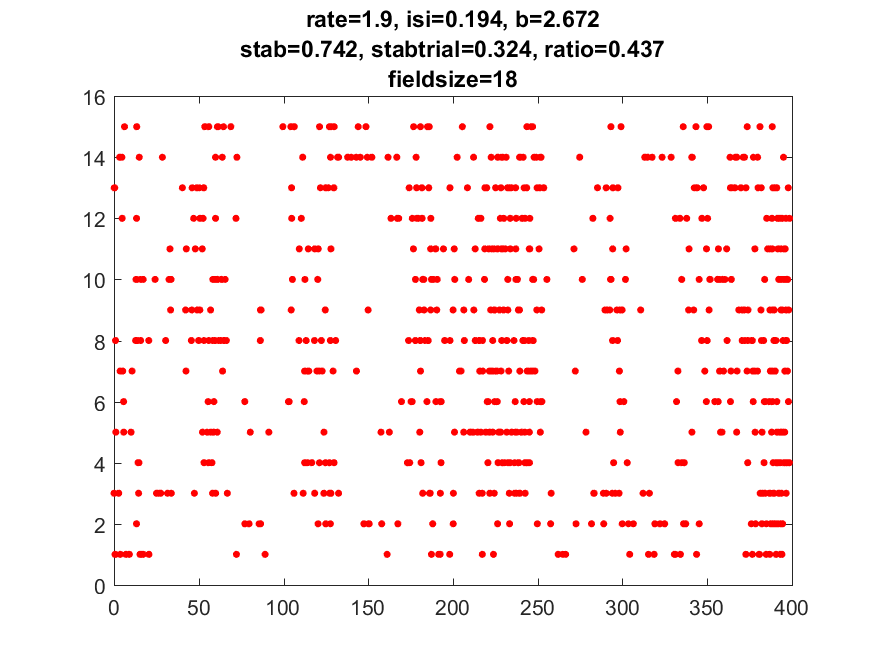 rate=1.9, isi=0.194, b=2.672
stab=0.742, stabtrial=0.324, ratio=0.437
fieldsize=18
16
14
12
10
8
6
4
2
0
0 50 100 150 200 250 300 350 400